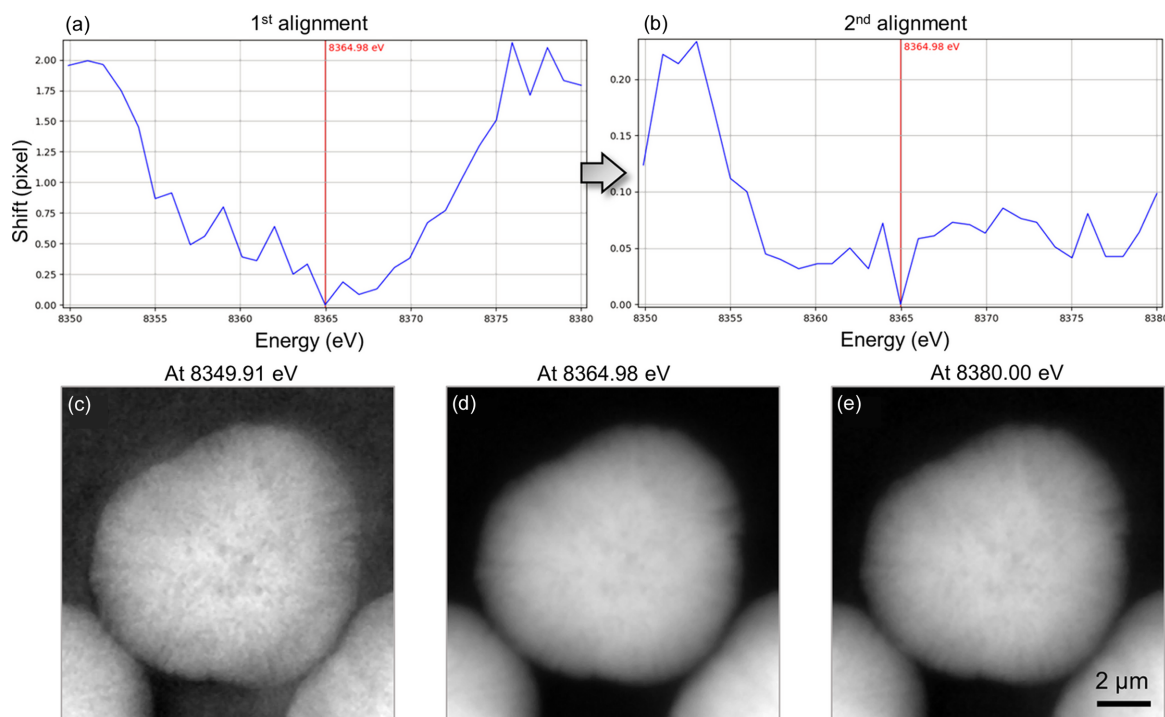 (a) 1st alignment
8364.98 eV
2.00
1.75
1.50
1.25
1.00
0.75
0.50
0.25
0.00
Shift (pixel)
8350 8355 8360 8365 8370 8375 8380
Energy (eV)
(b) 2nd alignment
8364.98 eV
0.20
0.15
0.10
0.05
0.00
8350 8355 8360 8365 8370 8375 8380
Energy (eV)
At 8349.91 eV
(c)
At 8364.98 eV
(d)
At 8380.00 eV
(e)
2 μm